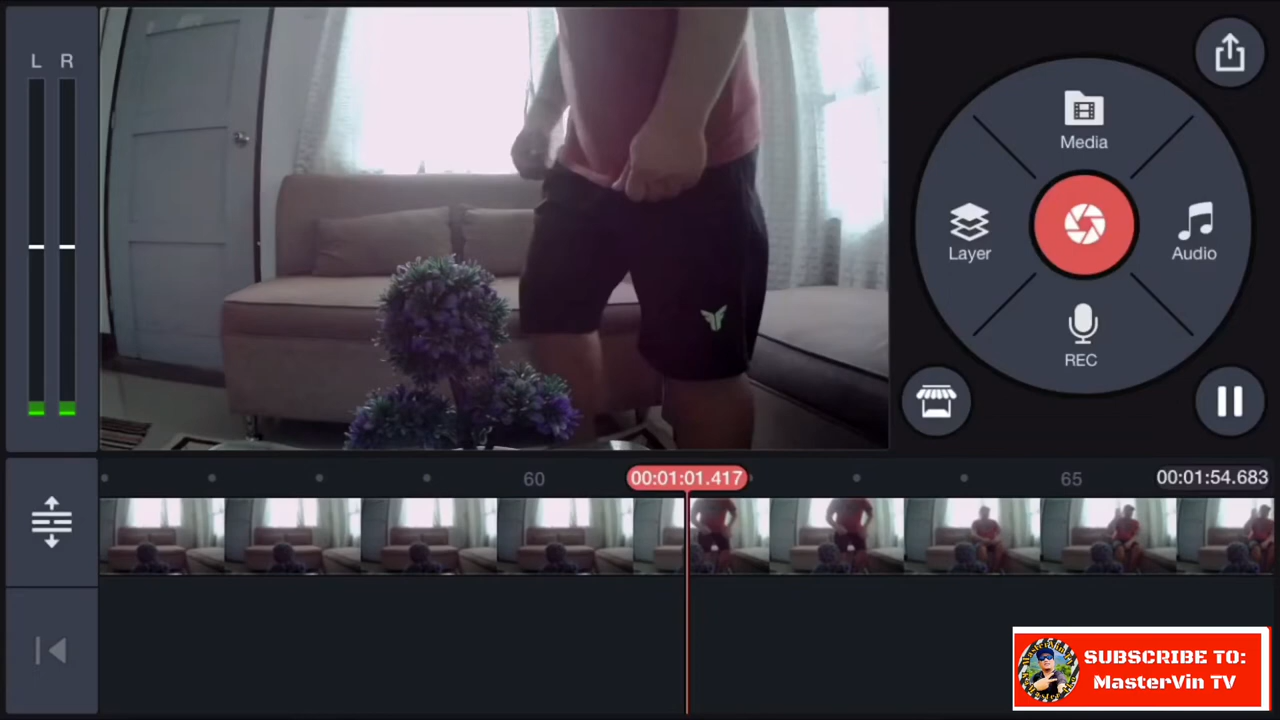 L R
Media
Layer
Audio
REC
60
00:01:01.417
65
00:01:54.683
SUBSCRIBE TO:
MasterVin TV